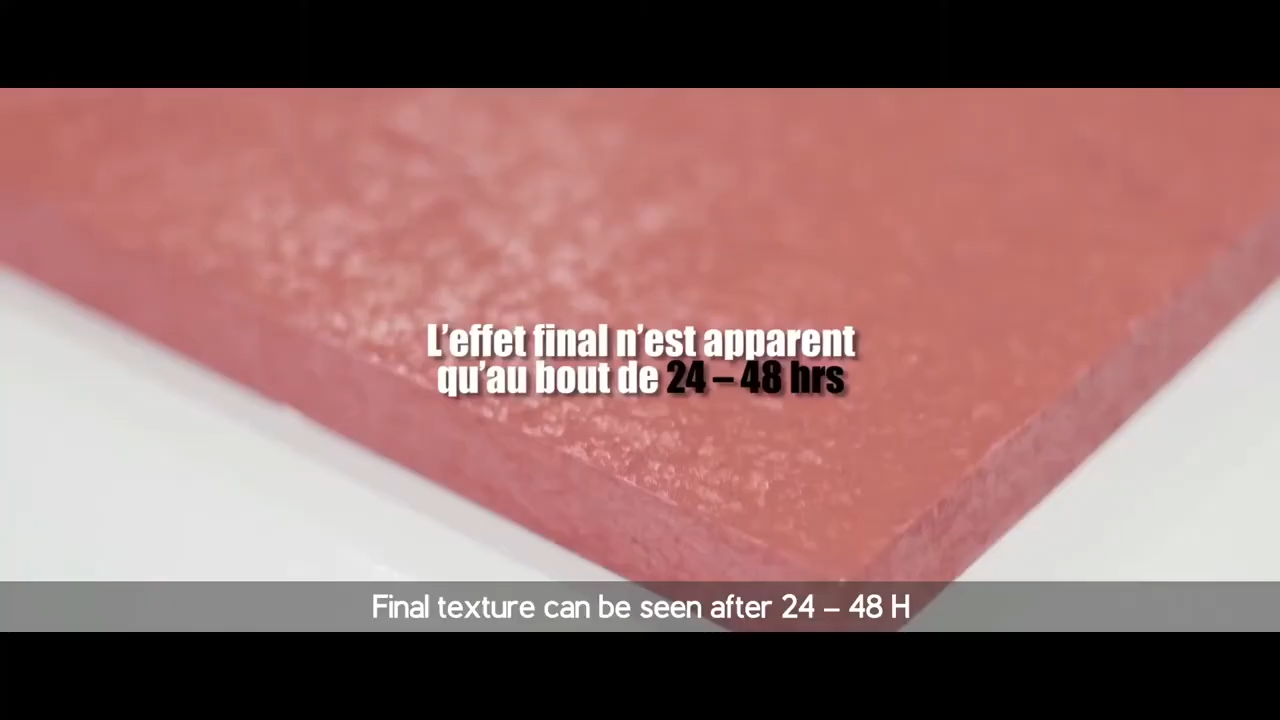 L’effet final n’est apparent
qu’au bout de 24 – 48 hrs
Final texture can be seen after 24 – 48 H